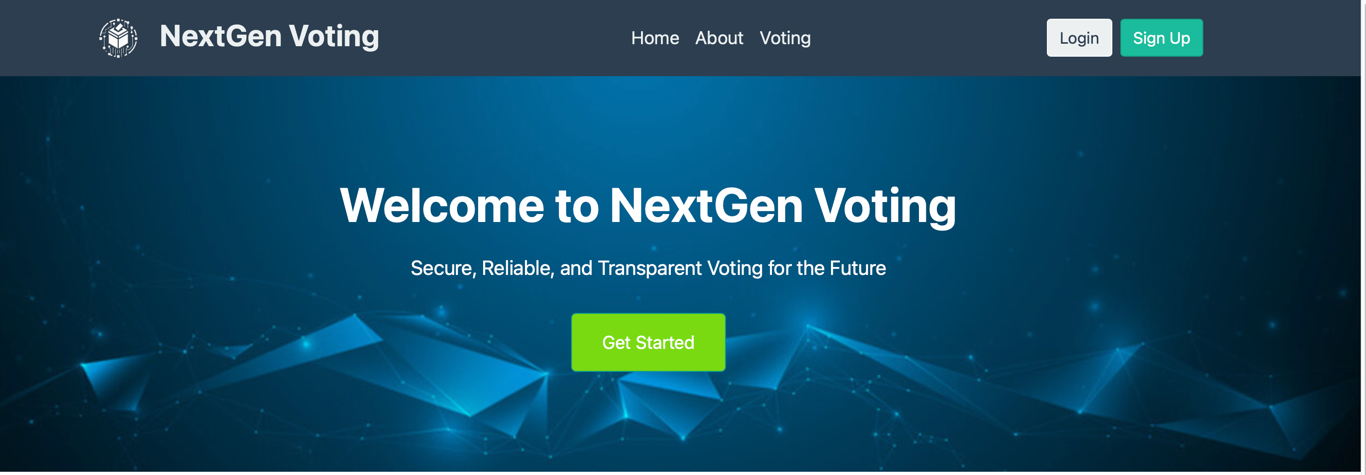 NextGen Voting
Home About Voting
Login Sign Up
Welcome to NextGen Voting
Secure, Reliable, and Transparent Voting for the Future
Get Started